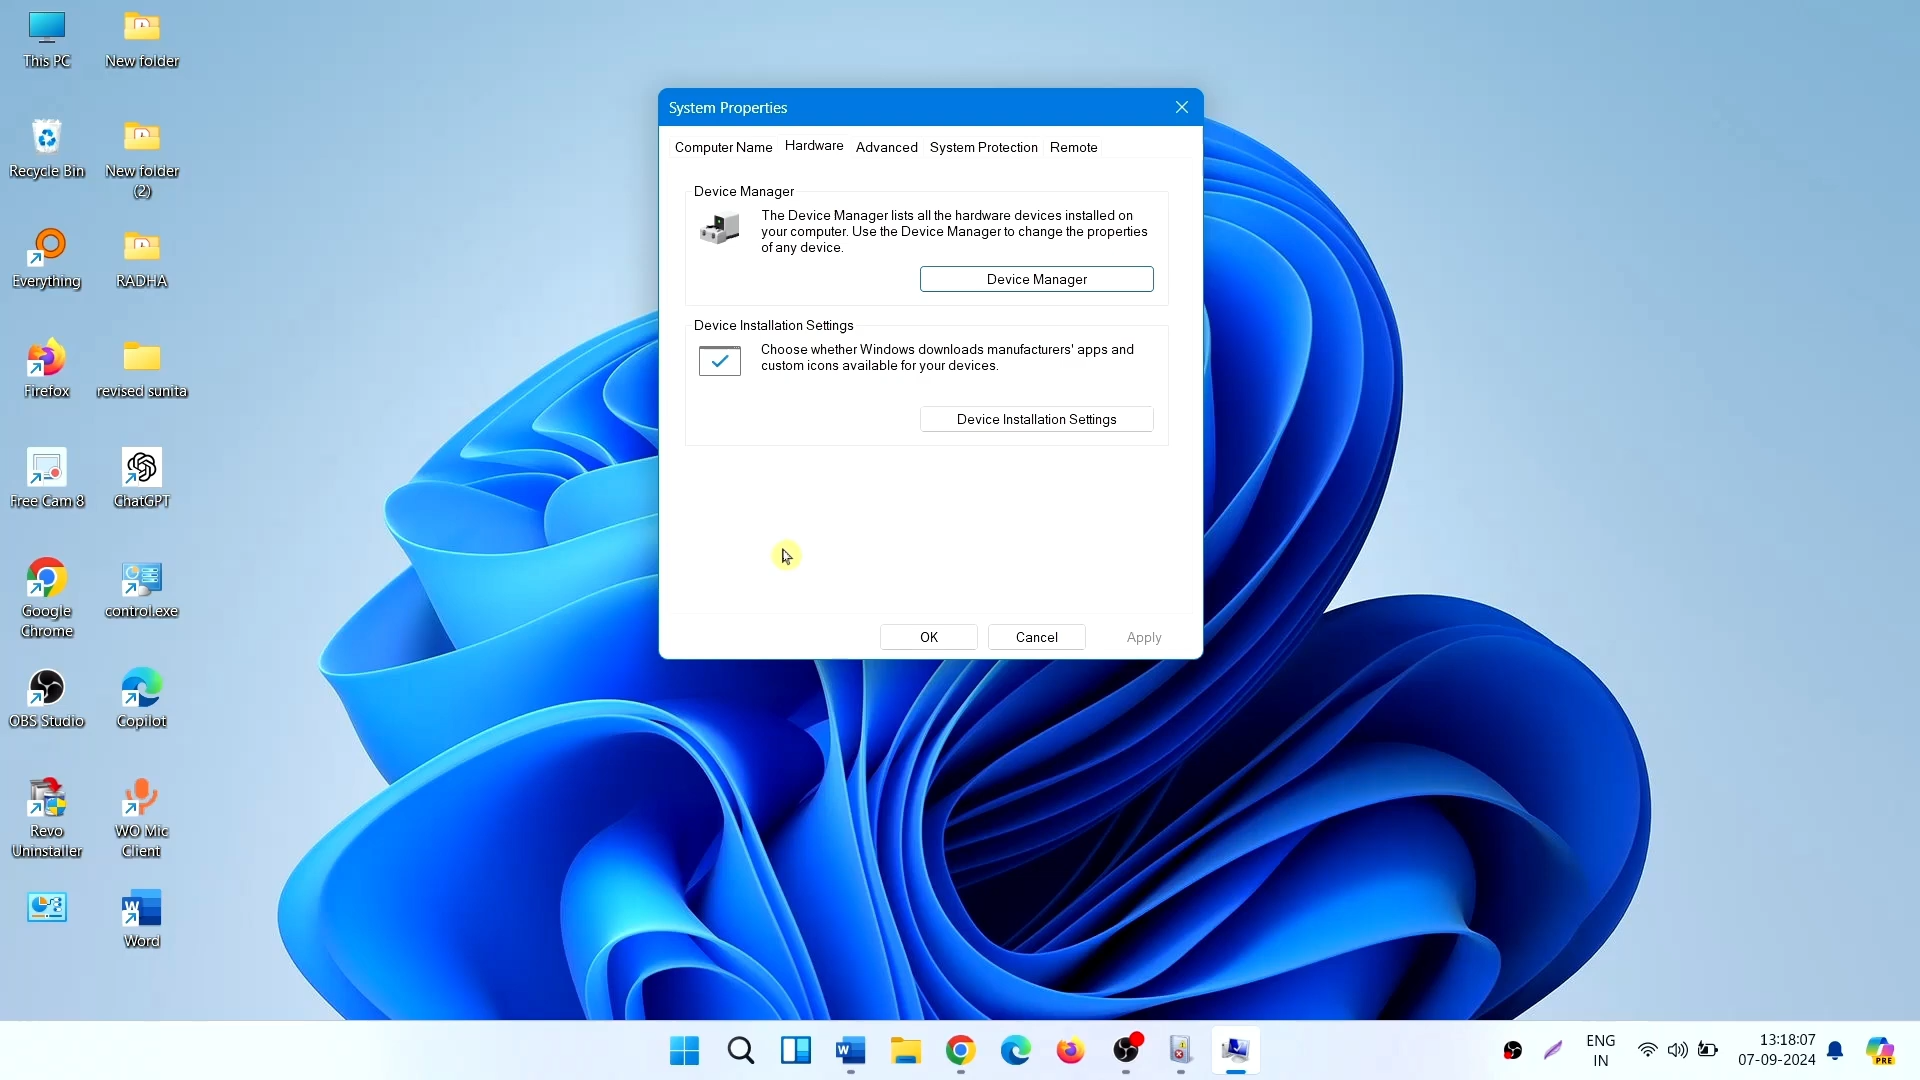 This PC
New folder
Recycle Bin
New folder
(2)
Everything
RADHA
Firefox
revised sunita
Free Cam 8
ChatGPT
Google
Chrome
control.exe
OBS Studio
Copilot
Revo
Uninstaller
WO Mic
Client
Word
System Properties
Computer Name
Hardware
Advanced
System Protection
Remote
Device Manager
The Device Manager lists all the hardware devices installed on
your computer. Use the Device Manager to change the properties
of any device.
Device Manager
Device Installation Settings
Choose whether Windows downloads manufacturers' apps and
custom icons available for your devices.
Device Installation Settings
OK
Cancel
Apply
ENG
IN
13:18:07
07-09-2024
PRE